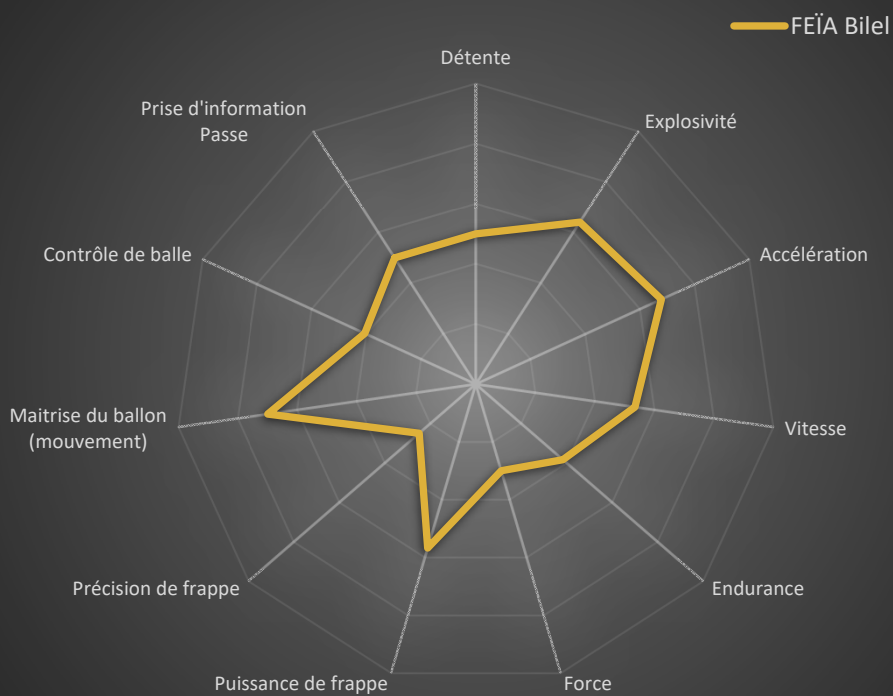 FEÏA Bilel
Détente
Explosivité
Accélération
Vitesse
Endurance
Force
Puissance de frappe
Précision de frappe
Maitrise du ballon
(mouvement)
Contrôle de balle
Prise d'information
Passe